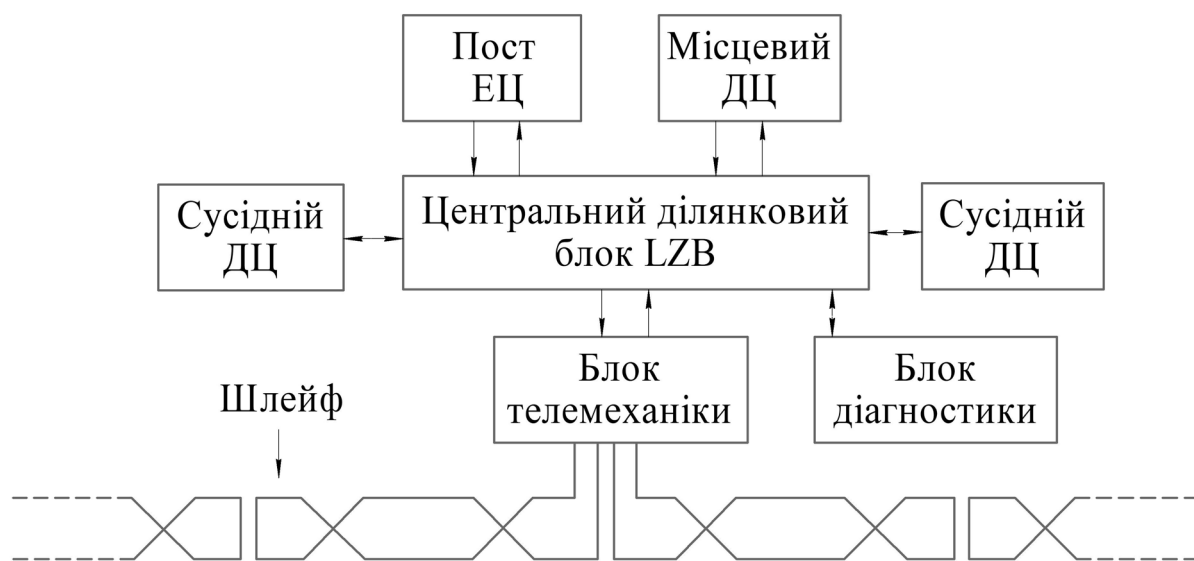 Пост
ЕЦ
Місцевий
ДЦ
Сусідній
ДЦ
Центральний ділянковий
блок LZB
Сусідній
ДЦ
Шлейф
Блок
телемеханіки
Блок
діагностики